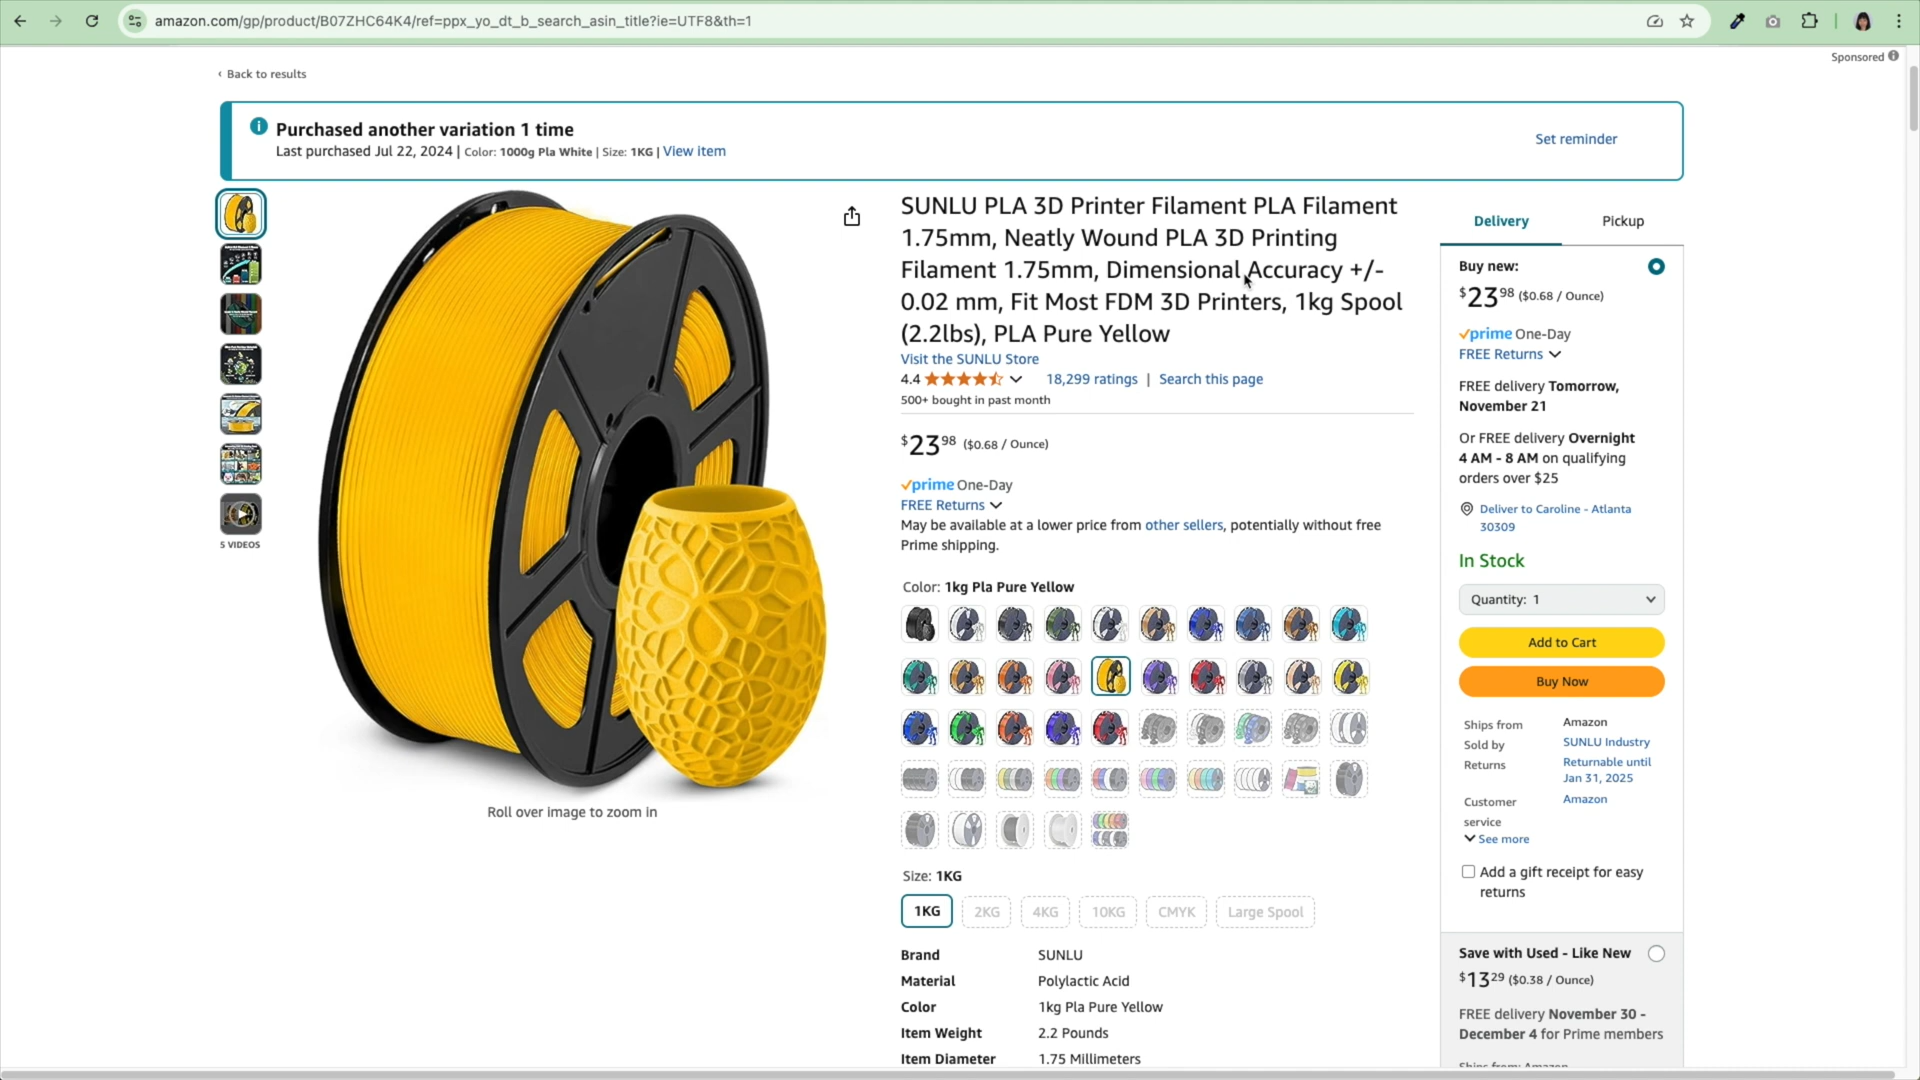 amazon.com/gp/product/B07ZHC64K4/ref=ppx_yo_dt_b_search_asin_title?ie=UTF8&th=1
Sponsored
‹ Back to results
Purchased another variation 1 time
Last purchased Jul 22, 2024 | Color: 1000g Pla White | Size: 1KG | View item
Set reminder
5 VIDEOS
Roll over image to zoom in
SUNLU PLA 3D Printer Filament PLA Filament
1.75mm, Neatly Wound PLA 3D Printing
Filament 1.75mm, Dimensional Accuracy +/-
0.02 mm, Fit Most FDM 3D Printers, 1kg Spool
(2.2lbs), PLA Pure Yellow
Visit the SUNLU Store
4.4
18,299 ratings | Search this page
500+ bought in past month
$23 98 ($0.68 / Ounce)
prime One-Day
FREE Returns
May be available at a lower price from other sellers, potentially without free
Prime shipping.
Color: 1kg Pla Pure Yellow
Size: 1KG
1KG 2KG 4KG 10KG CMYK Large Spool
Brand SUNLU
Material Polylactic Acid
Color 1kg Pla Pure Yellow
Item Weight 2.2 Pounds
Item Diameter 1.75 Millimeters
Delivery Pickup
Buy new:
$23 98 ($0.68 / Ounce)
prime One-Day
FREE Returns
FREE delivery Tomorrow,
November 21
Or FREE delivery Overnight
4 AM - 8 AM on qualifying
orders over $25
Deliver to Caroline - Atlanta
30309
In Stock
Quantity: 1
Add to Cart
Buy Now
Ships from Amazon
Sold by SUNLU Industry
Returns Returnable until
Jan 31, 2025
Customer Amazon
service
See more
Add a gift receipt for easy
returns
Save with Used - Like New
$13 29 ($0.38 / Ounce)
FREE delivery November 30 -
December 4 for Prime members
Ships from: Amazon